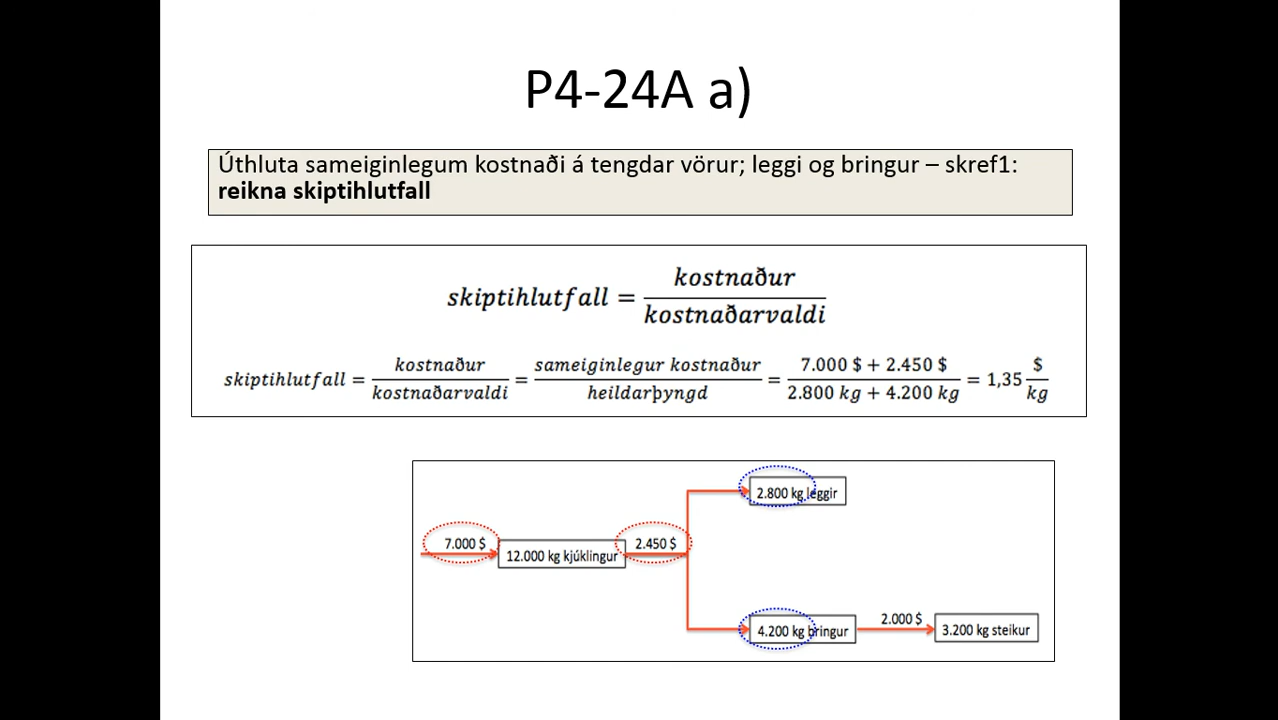 P4-24A a)
Úthluta sameiginlegum kostnaði á tengdar vörur; leggi og bringur – skref1:
reikna skiptihlutfall
skiptihlutfall = kostnaður / kostnaðarvaldi
skiptihlutfall = kostnaður / kostnaðarvaldi = sameiginlegur kostnaður / heildarþyngd = 7.000 $ + 2.450 $ / 2.800 kg + 4.200 kg = 1,35 $ / kg
2.800 kg leggir
7.000 $
12.000 kg kjúklingur
2.450 $
4.200 kg bringur
2.000 $
3.200 kg steikur